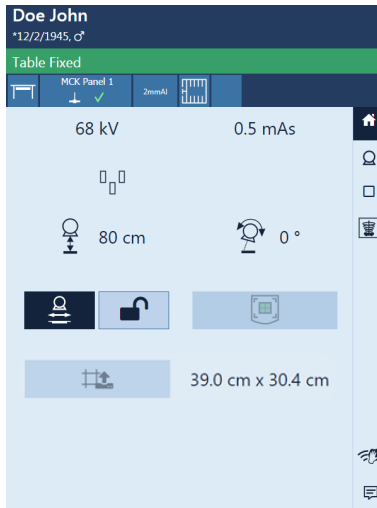 Doe John
*12/2/1945, ♂
Table Fixed
MCK Panel 1
2mmAl
68 kV
0.5 mAs
80 cm
0 °
39.0 cm x 30.4 cm